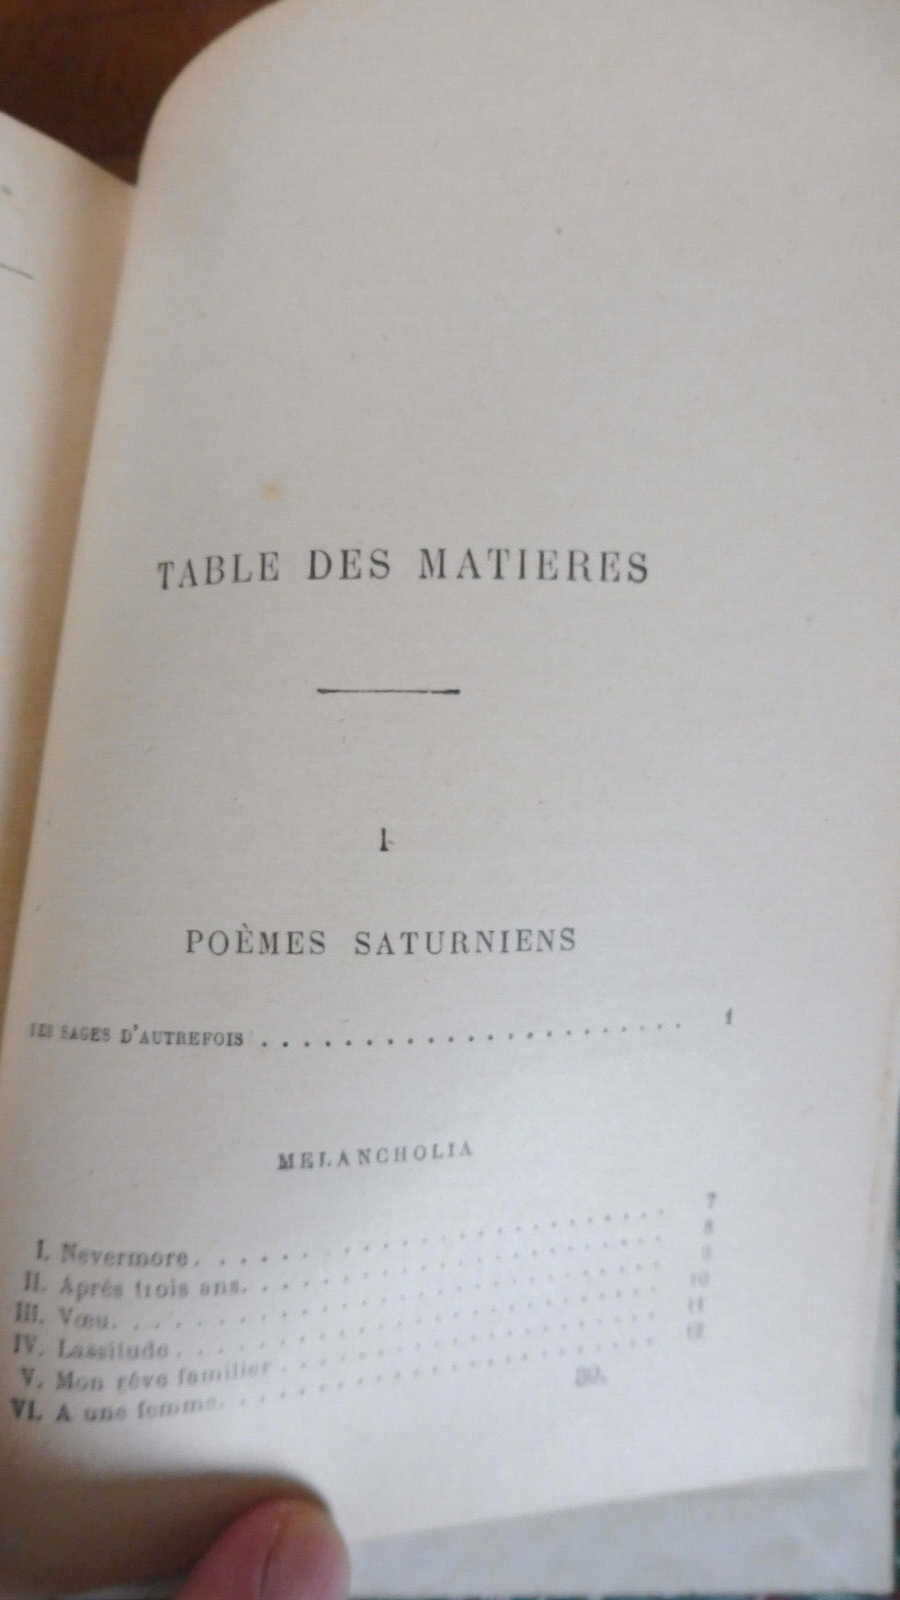 TABLE DES MATIERES
I
POÈMES SATURNIENS
LES SAGES D'AUTREFOIS . . . . . . . . . . . . . . . . . . . . . 1
MELANCHOLIA
I. Nevermore. . . . . . . . . . . . . . . . . . . . . . 7
II. Après trois ans. . . . . . . . . . . . . . . . . . . . 8
III. Vœu. . . . . . . . . . . . . . . . . . . . . . . . . 9
IV. Lassitude. . . . . . . . . . . . . . . . . . . . . . 10
V. Mon rêve familier . . . . . . . . . . . . . . . . . . 11
VI. A une femme. . . . . . . . . . . . . . . . . . . . . 12
30.